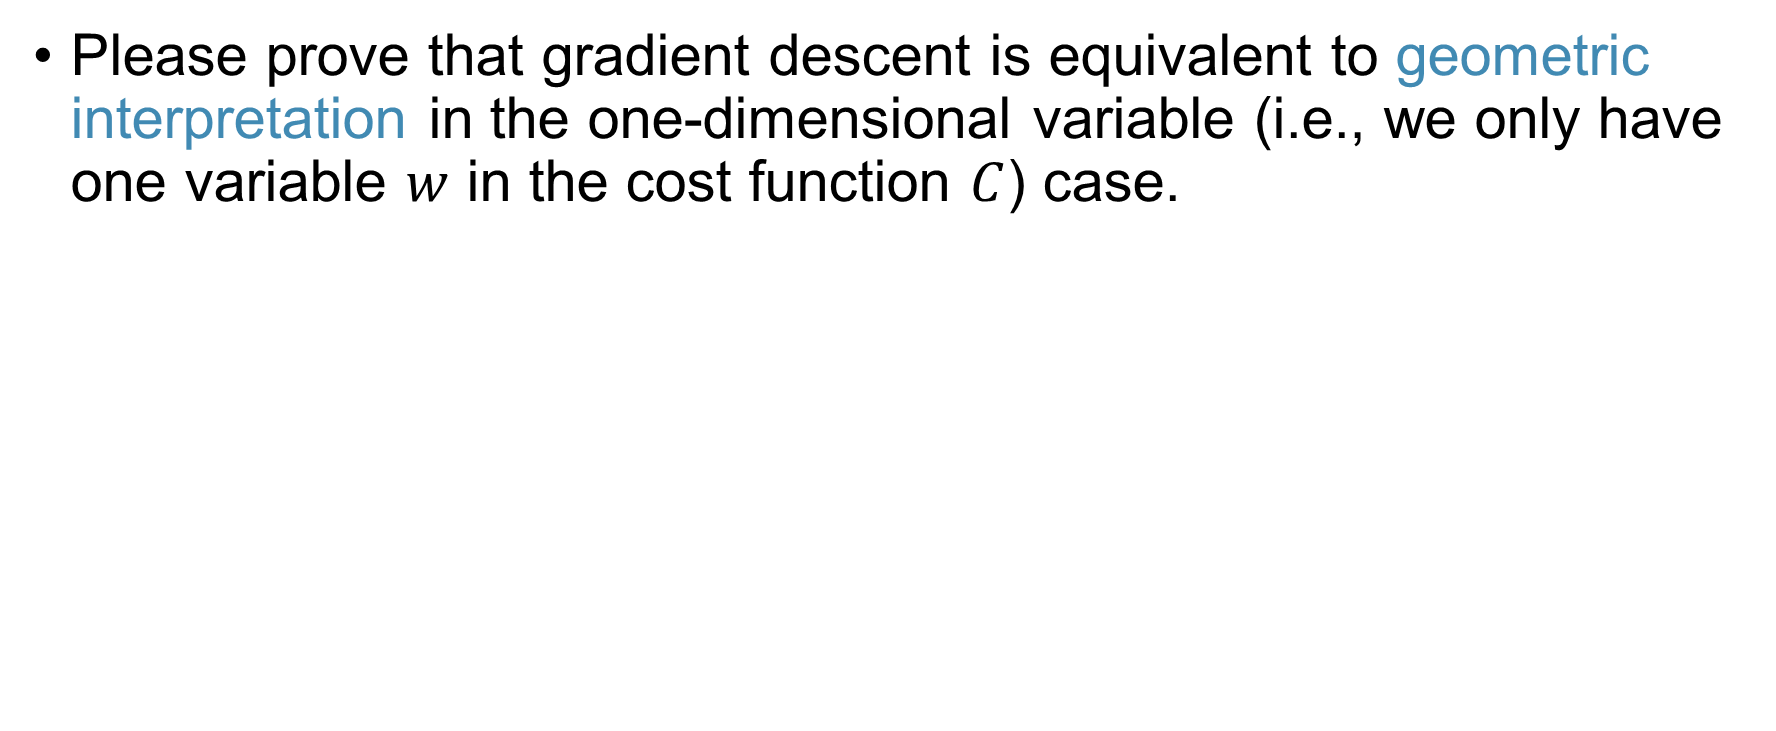 • Please prove that gradient descent is equivalent to geometric
interpretation in the one-dimensional variable (i.e., we only have
one variable 𝑤 in the cost function 𝐶) case.